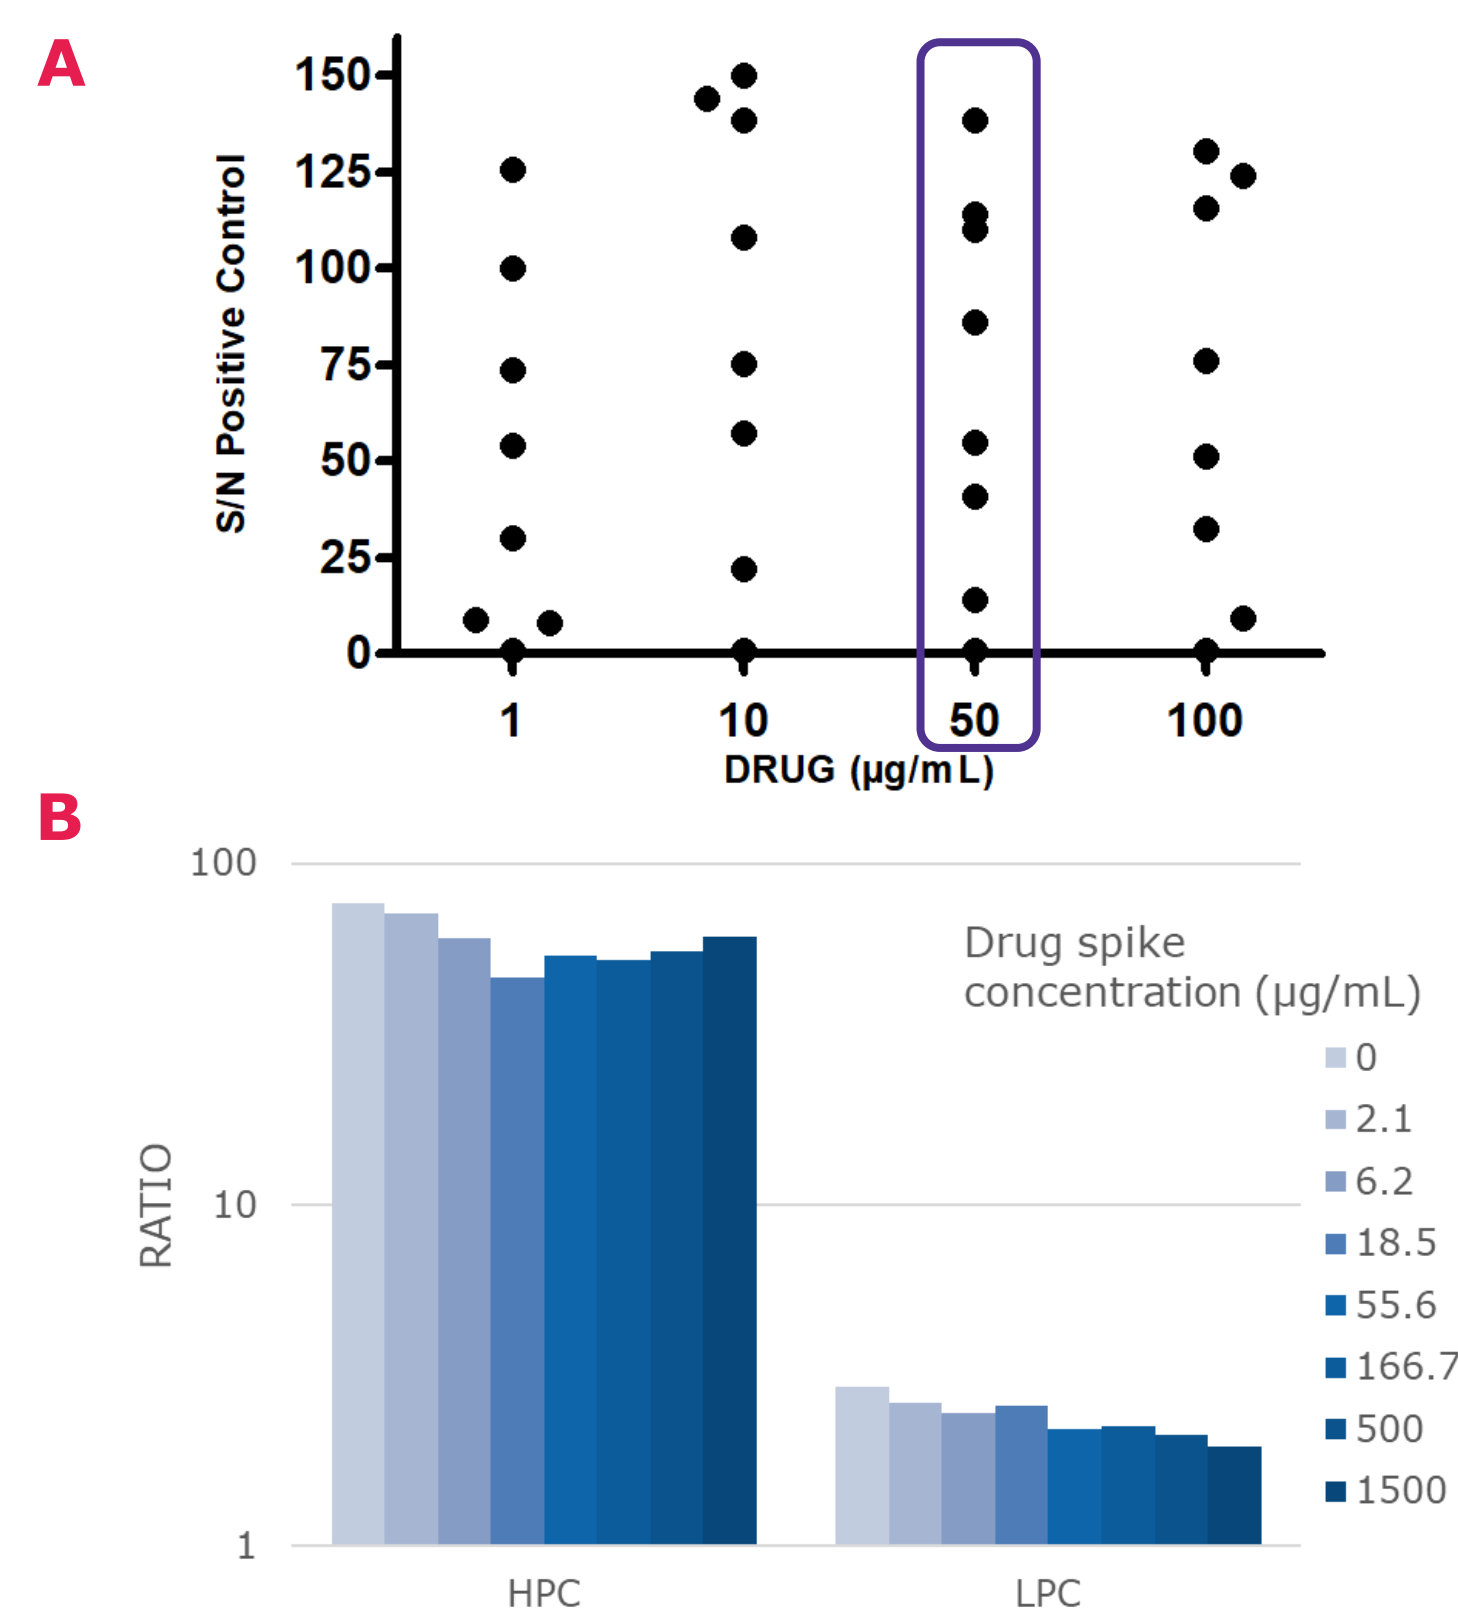 A
150
125
100
75
50
25
0
S/N Positive Control
1 10 50 100
DRUG (µg/mL)
B
100
10
1
RATIO
Drug spike
concentration (µg/mL)
0
2.1
6.2
18.5
55.6
166.7
500
1500
HPC LPC